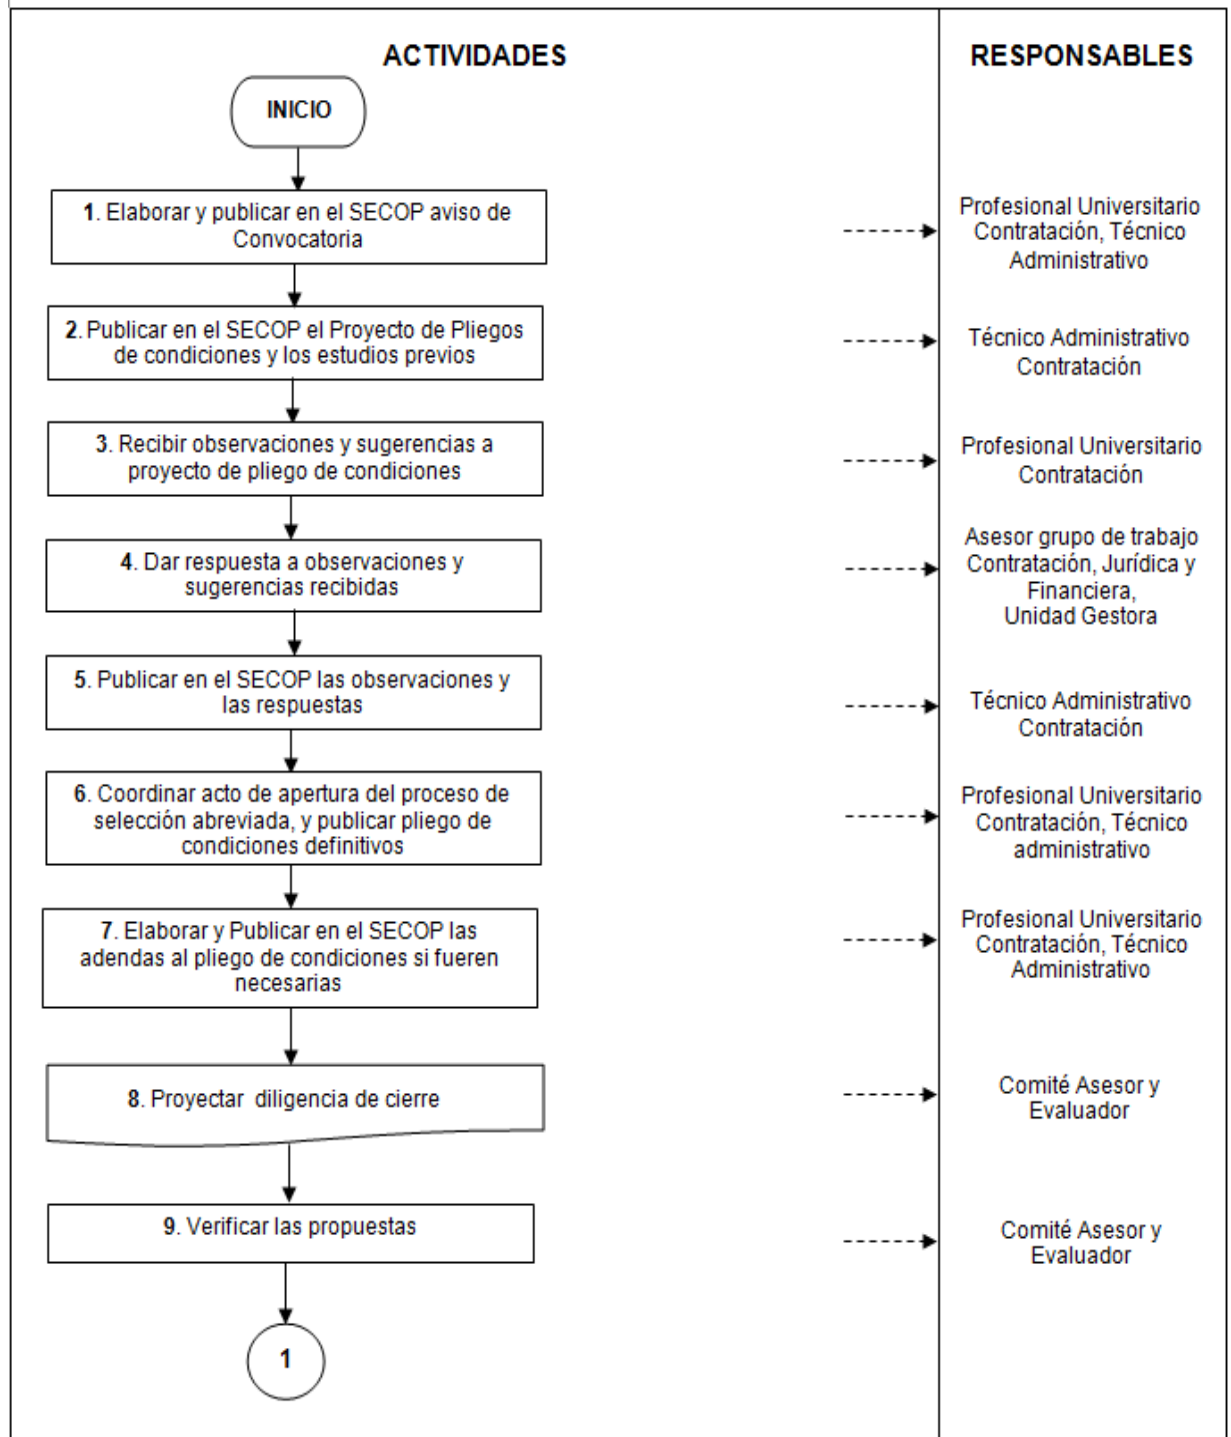 ACTIVIDADES
RESPONSABLES
INICIO
1. Elaborar y publicar en el SECOP aviso de
Convocatoria
Profesional Universitario
Contratación, Técnico
Administrativo
2. Publicar en el SECOP el Proyecto de Pliegos
de condiciones y los estudios previos
Técnico Administrativo
Contratación
3. Recibir observaciones y sugerencias a
proyecto de pliego de condiciones
Profesional Universitario
Contratación
4. Dar respuesta a observaciones y
sugerencias recibidas
Asesor grupo de trabajo
Contratación, Jurídica y
Financiera,
Unidad Gestora
5. Publicar en el SECOP las observaciones y
las respuestas
Técnico Administrativo
Contratación
6. Coordinar acto de apertura del proceso de
selección abreviada, y publicar pliego de
condiciones definitivos
Profesional Universitario
Contratación, Técnico
administrativo
7. Elaborar y Publicar en el SECOP las
adendas al pliego de condiciones si fueren
necesarias
Profesional Universitario
Contratación, Técnico
Administrativo
8. Proyectar diligencia de cierre
Comité Asesor y
Evaluador
9. Verificar las propuestas
Comité Asesor y
Evaluador
1